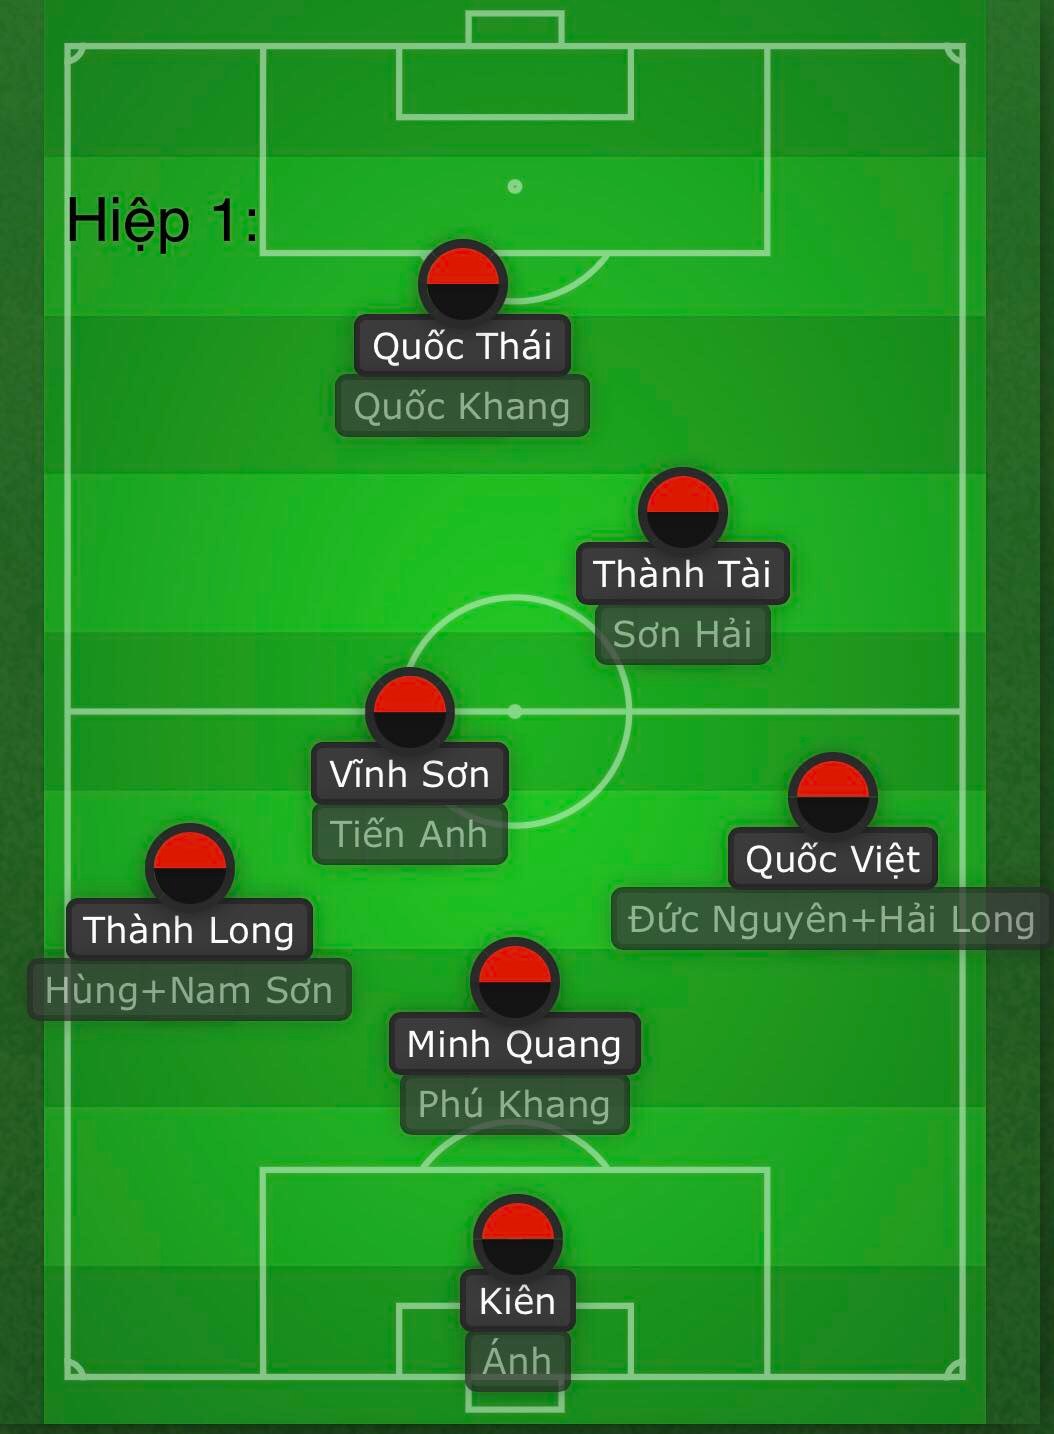 Hiệp 1:
Quốc Thái
Quốc Khang
Thành Tài
Sơn Hải
Vĩnh Sơn
Tiến Anh
Quốc Việt
Đức Nguyên+Hải Long
Thành Long
Hùng+Nam Sơn
Minh Quang
Phú Khang
Kiên
Ánh